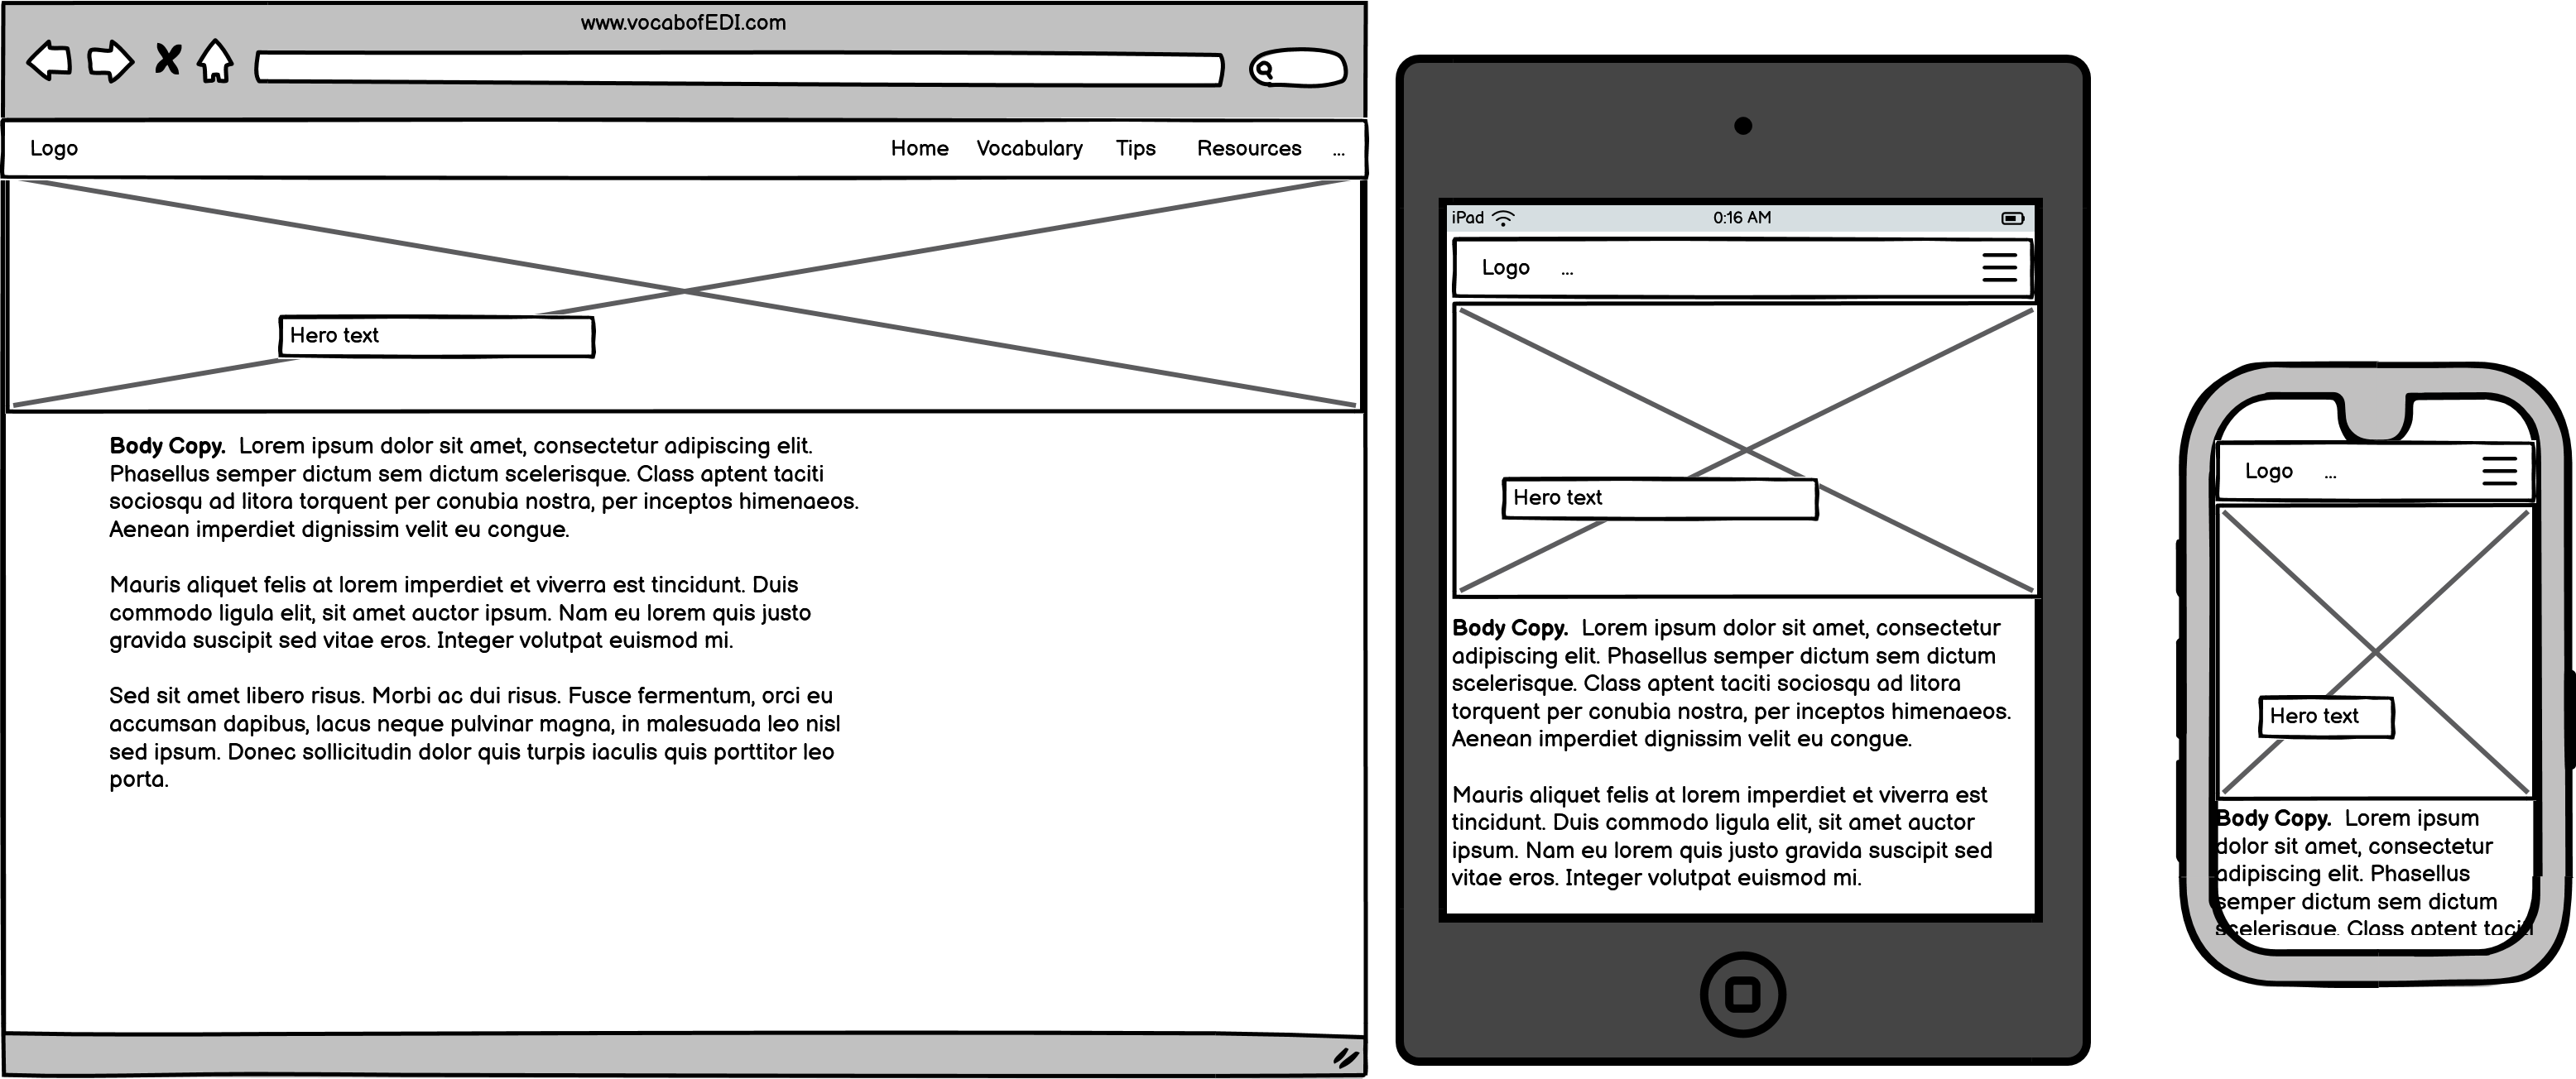 www.vocabofEDI.com
Logo Home Vocabulary Tips Resources ...
Hero text
Body Copy. Lorem ipsum dolor sit amet, consectetur adipiscing elit.
Phasellus semper dictum sem dictum scelerisque. Class aptent taciti
sociosqu ad litora torquent per conubia nostra, per inceptos himenaeos.
Aenean imperdiet dignissim velit eu congue.
Mauris aliquet felis at lorem imperdiet et viverra est tincidunt. Duis
commodo ligula elit, sit amet auctor ipsum. Nam eu lorem quis justo
gravida suscipit sed vitae eros. Integer volutpat euismod mi.
Sed sit amet libero risus. Morbi ac dui risus. Fusce fermentum, orci eu
accumsan dapibus, lacus neque pulvinar magna, in malesuada leo nisl
sed ipsum. Donec sollicitudin dolor quis turpis iaculis quis porttitor leo
porta.
iPad 0:16 AM
Logo ...
Hero text
Body Copy. Lorem ipsum dolor sit amet, consectetur
adipiscing elit. Phasellus semper dictum sem dictum
scelerisque. Class aptent taciti sociosqu ad litora
torquent per conubia nostra, per inceptos himenaeos.
Aenean imperdiet dignissim velit eu congue.
Mauris aliquet felis at lorem imperdiet et viverra est
tincidunt. Duis commodo ligula elit, sit amet auctor
ipsum. Nam eu lorem quis justo gravida suscipit sed
vitae eros. Integer volutpat euismod mi.
Logo ...
Hero text
Body Copy. Lorem ipsum
dolor sit amet, consectetur
adipiscing elit. Phasellus
semper dictum sem dictum
scelerisque. Class aptent taciti